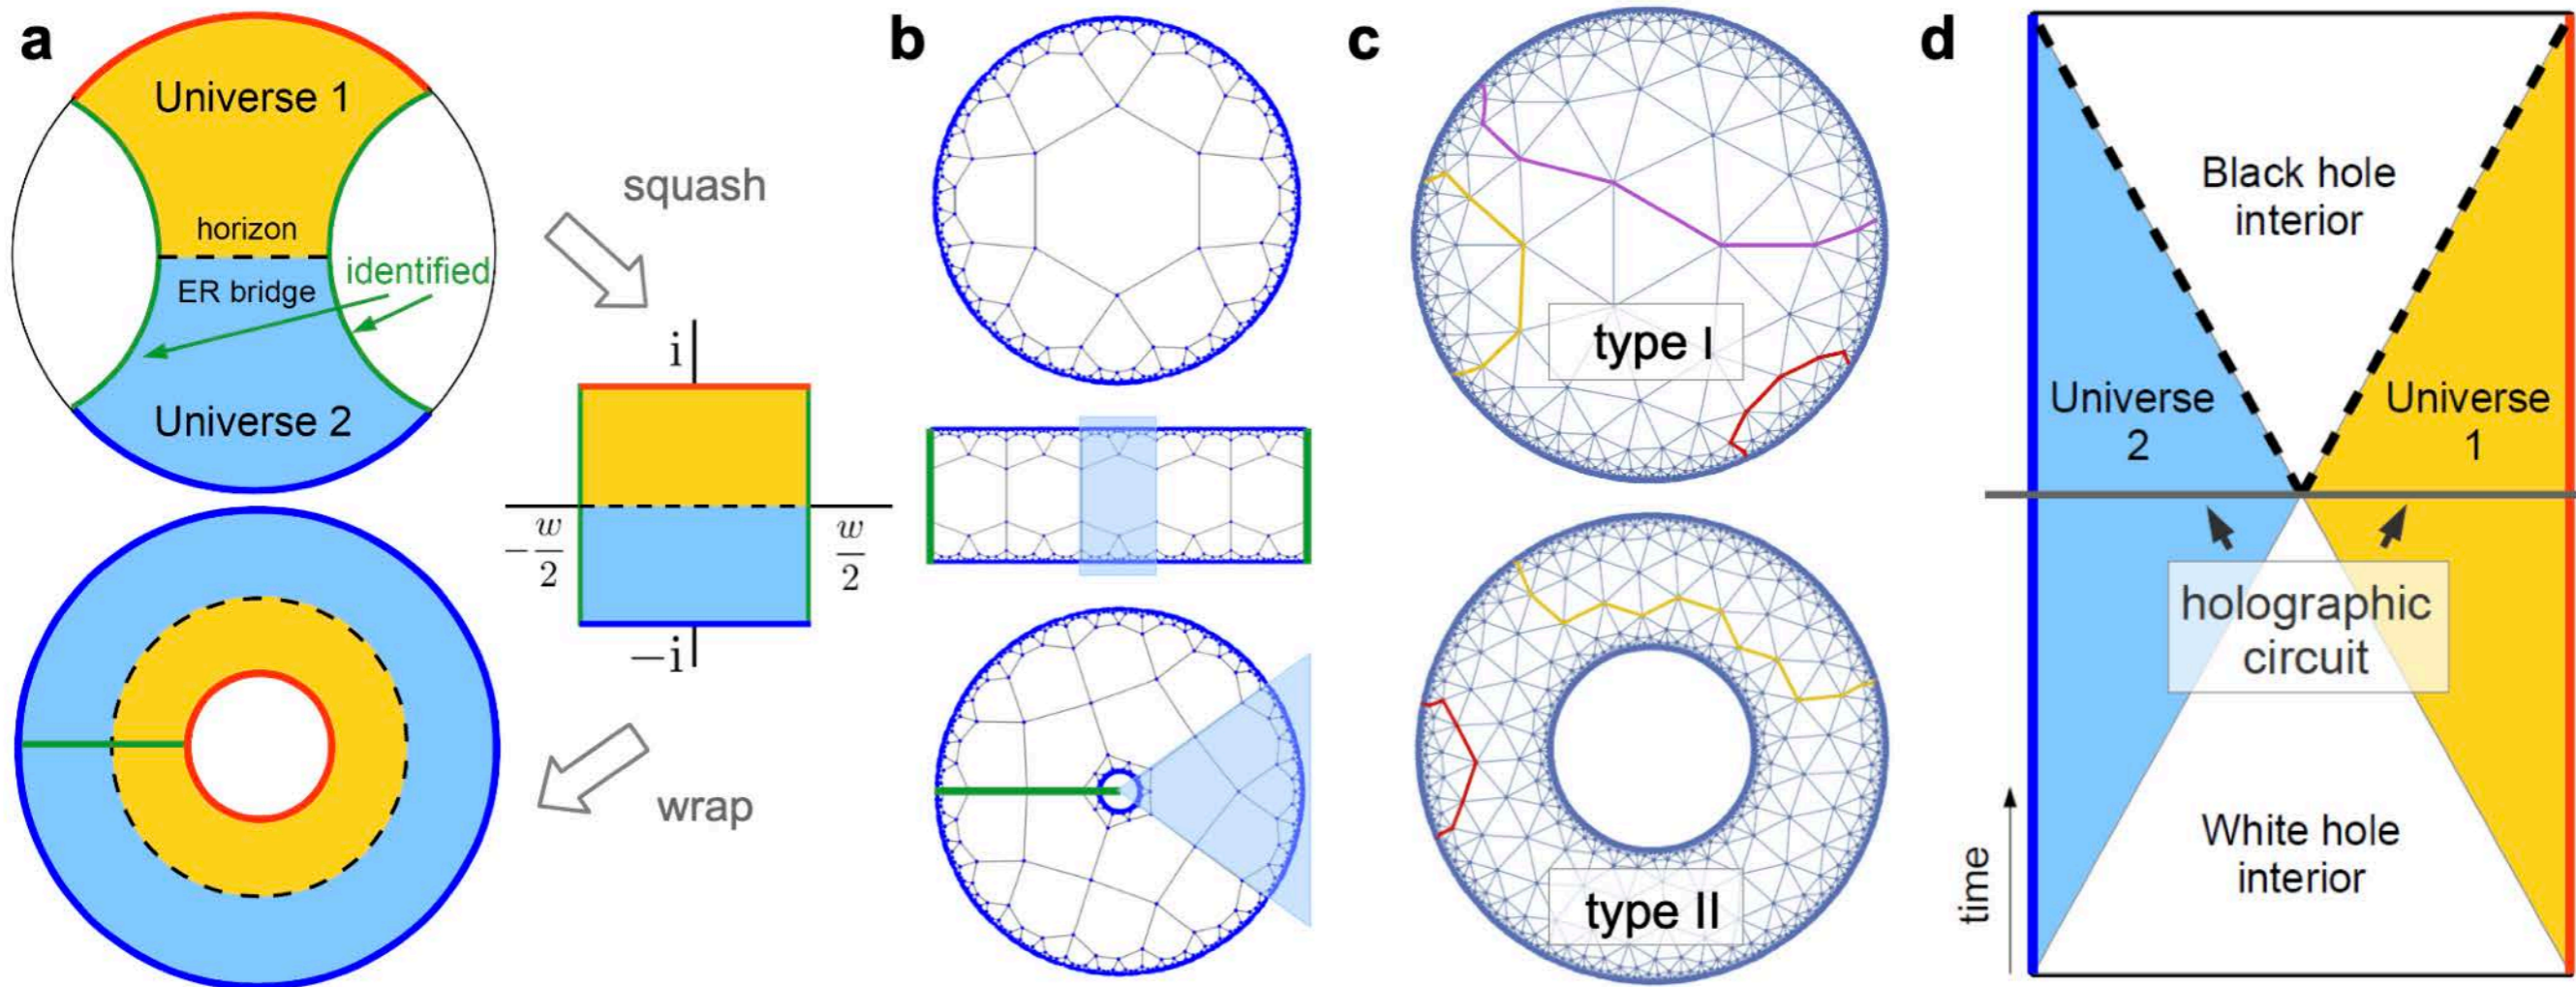 a
Universe 1
horizon
ER bridge
identified
Universe 2
squash
i
−w/2
w/2
−i
wrap
b
c
type I
type II
d
Black hole
interior
Universe
2
Universe
1
holographic
circuit
White hole
interior
time